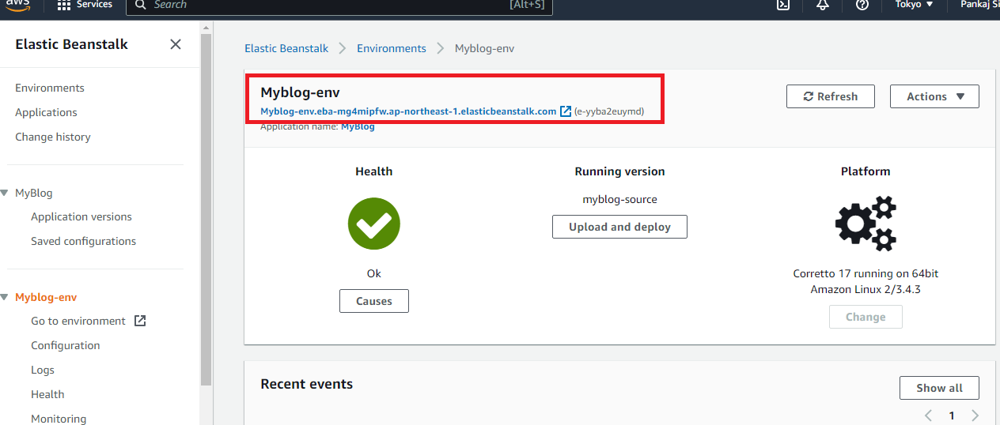 aws
Services
Search
[Alt+S]
Tokyo
Pankaj Si
Elastic Beanstalk
Environments
Applications
Change history
MyBlog
Application versions
Saved configurations
Myblog-env
Go to environment
Configuration
Logs
Health
Monitoring
Elastic Beanstalk
Environments
Myblog-env
Myblog-env
Myblog-env.eba-mg4mipfw.ap-northeast-1.elasticbeanstalk.com (e-yyba2euymd)
Application name: MyBlog
Refresh
Actions
Health
Ok
Causes
Running version
myblog-source
Upload and deploy
Platform
Corretto 17 running on 64bit
Amazon Linux 2/3.4.3
Change
Recent events
Show all
1